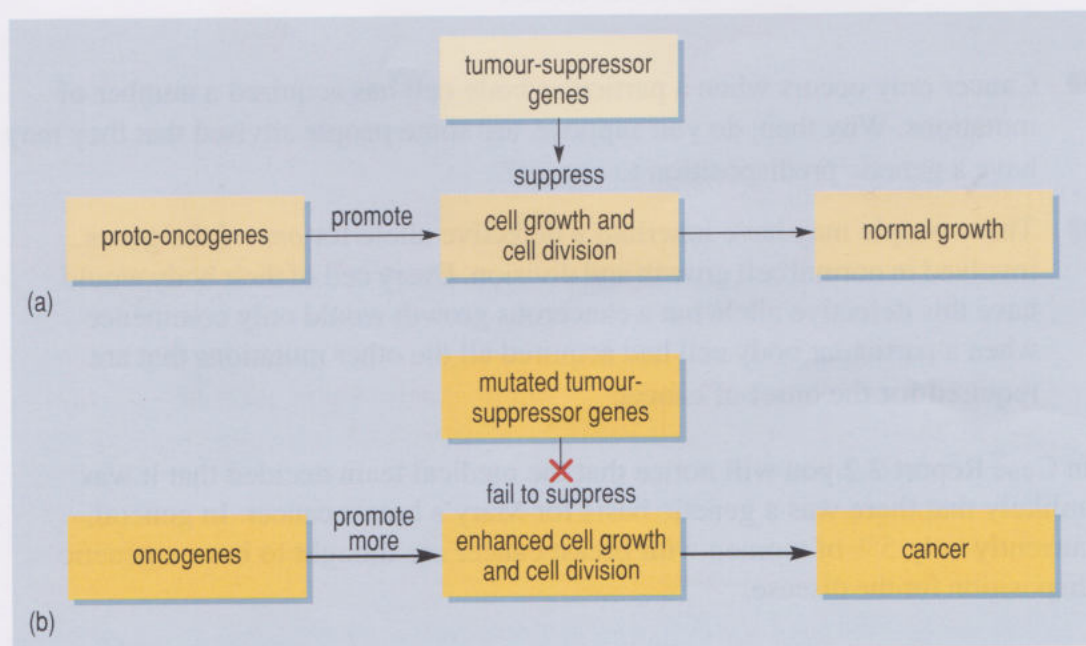 tumour-suppressor
genes
suppress
proto-oncogenes
promote
cell growth and
cell division
normal growth
(a)
mutated tumour-
suppressor genes
fail to suppress
oncogenes
promote
more
enhanced cell growth
and cell division
cancer
(b)